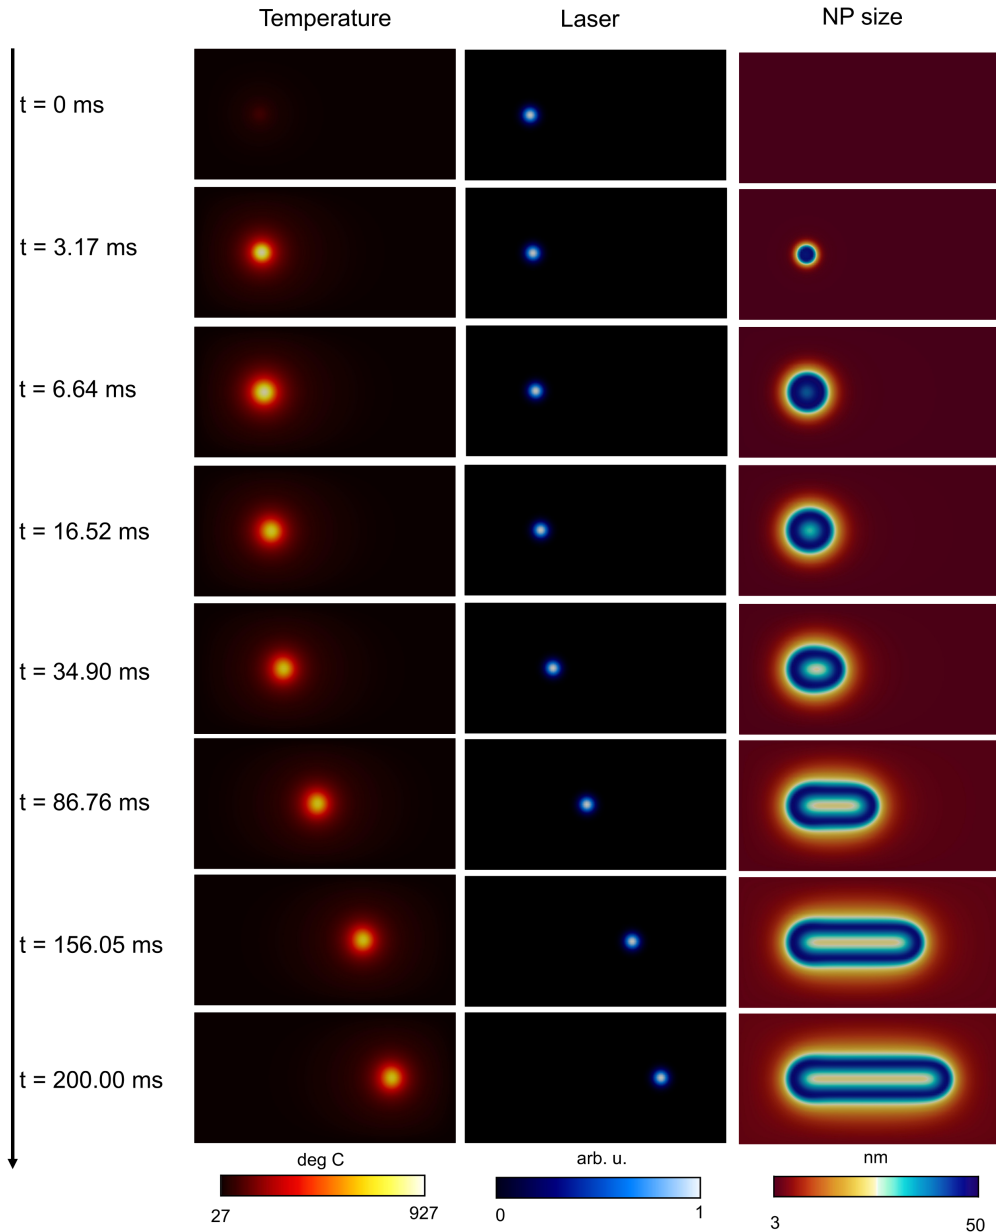 Temperature
Laser
NP size
t = 0 ms
t = 3.17 ms
t = 6.64 ms
t = 16.52 ms
t = 34.90 ms
t = 86.76 ms
t = 156.05 ms
t = 200.00 ms
deg C
arb. u.
nm
27
927
0
1
3
50